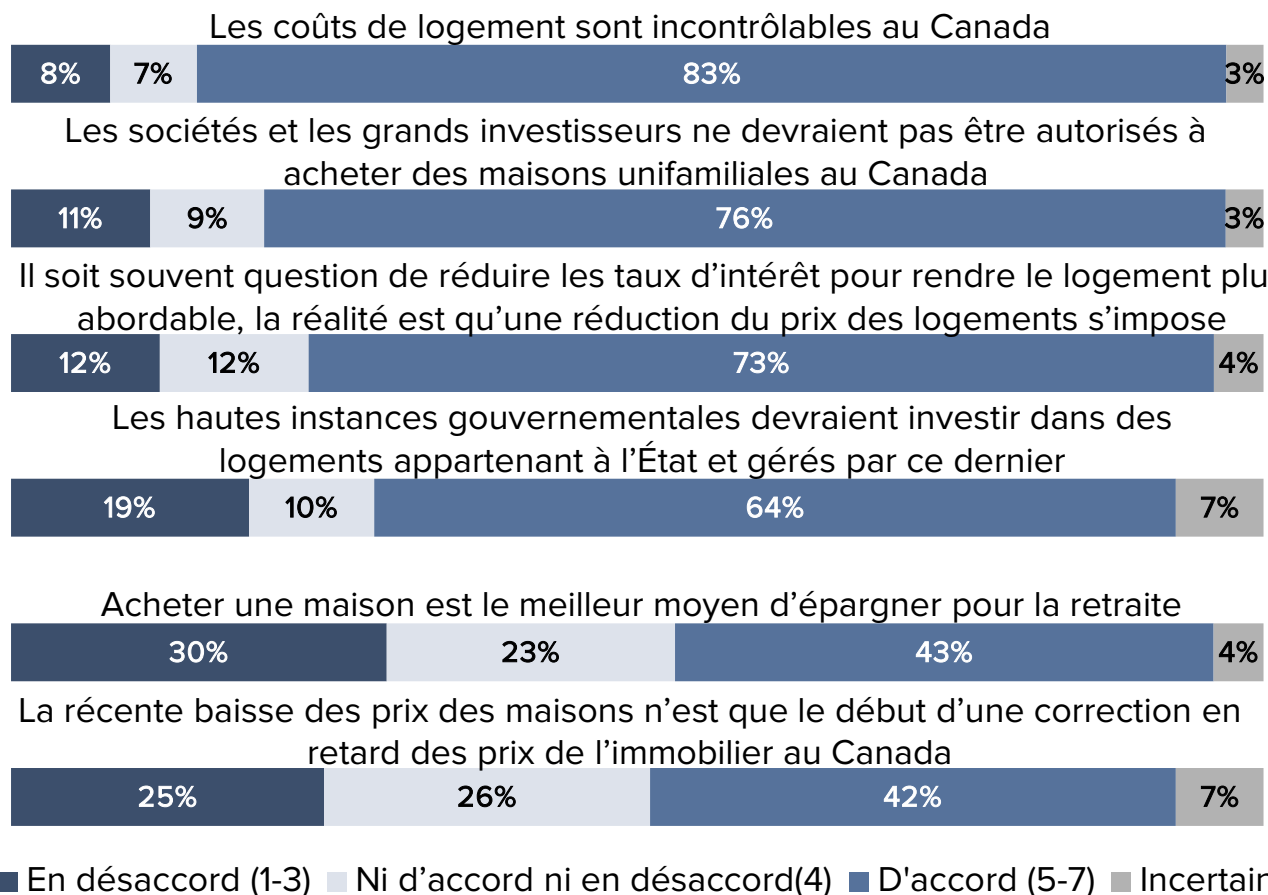 Les coûts de logement sont incontrôlables au Canada
8% 7% 83% 3%
Les sociétés et les grands investisseurs ne devraient pas être autorisés à
acheter des maisons unifamiliales au Canada
11% 9% 76% 3%
Il soit souvent question de réduire les taux d’intérêt pour rendre le logement plu
abordable, la réalité est qu’une réduction du prix des logements s’impose
12% 12% 73% 4%
Les hautes instances gouvernementales devraient investir dans des
logements appartenant à l’État et gérés par ce dernier
19% 10% 64% 7%
Acheter une maison est le meilleur moyen d’épargner pour la retraite
30% 23% 43% 4%
La récente baisse des prix des maisons n’est que le début d’une correction en
retard des prix de l’immobilier au Canada
25% 26% 42% 7%
En désaccord (1-3) Ni d’accord ni en désaccord(4) D'accord (5-7) Incertain